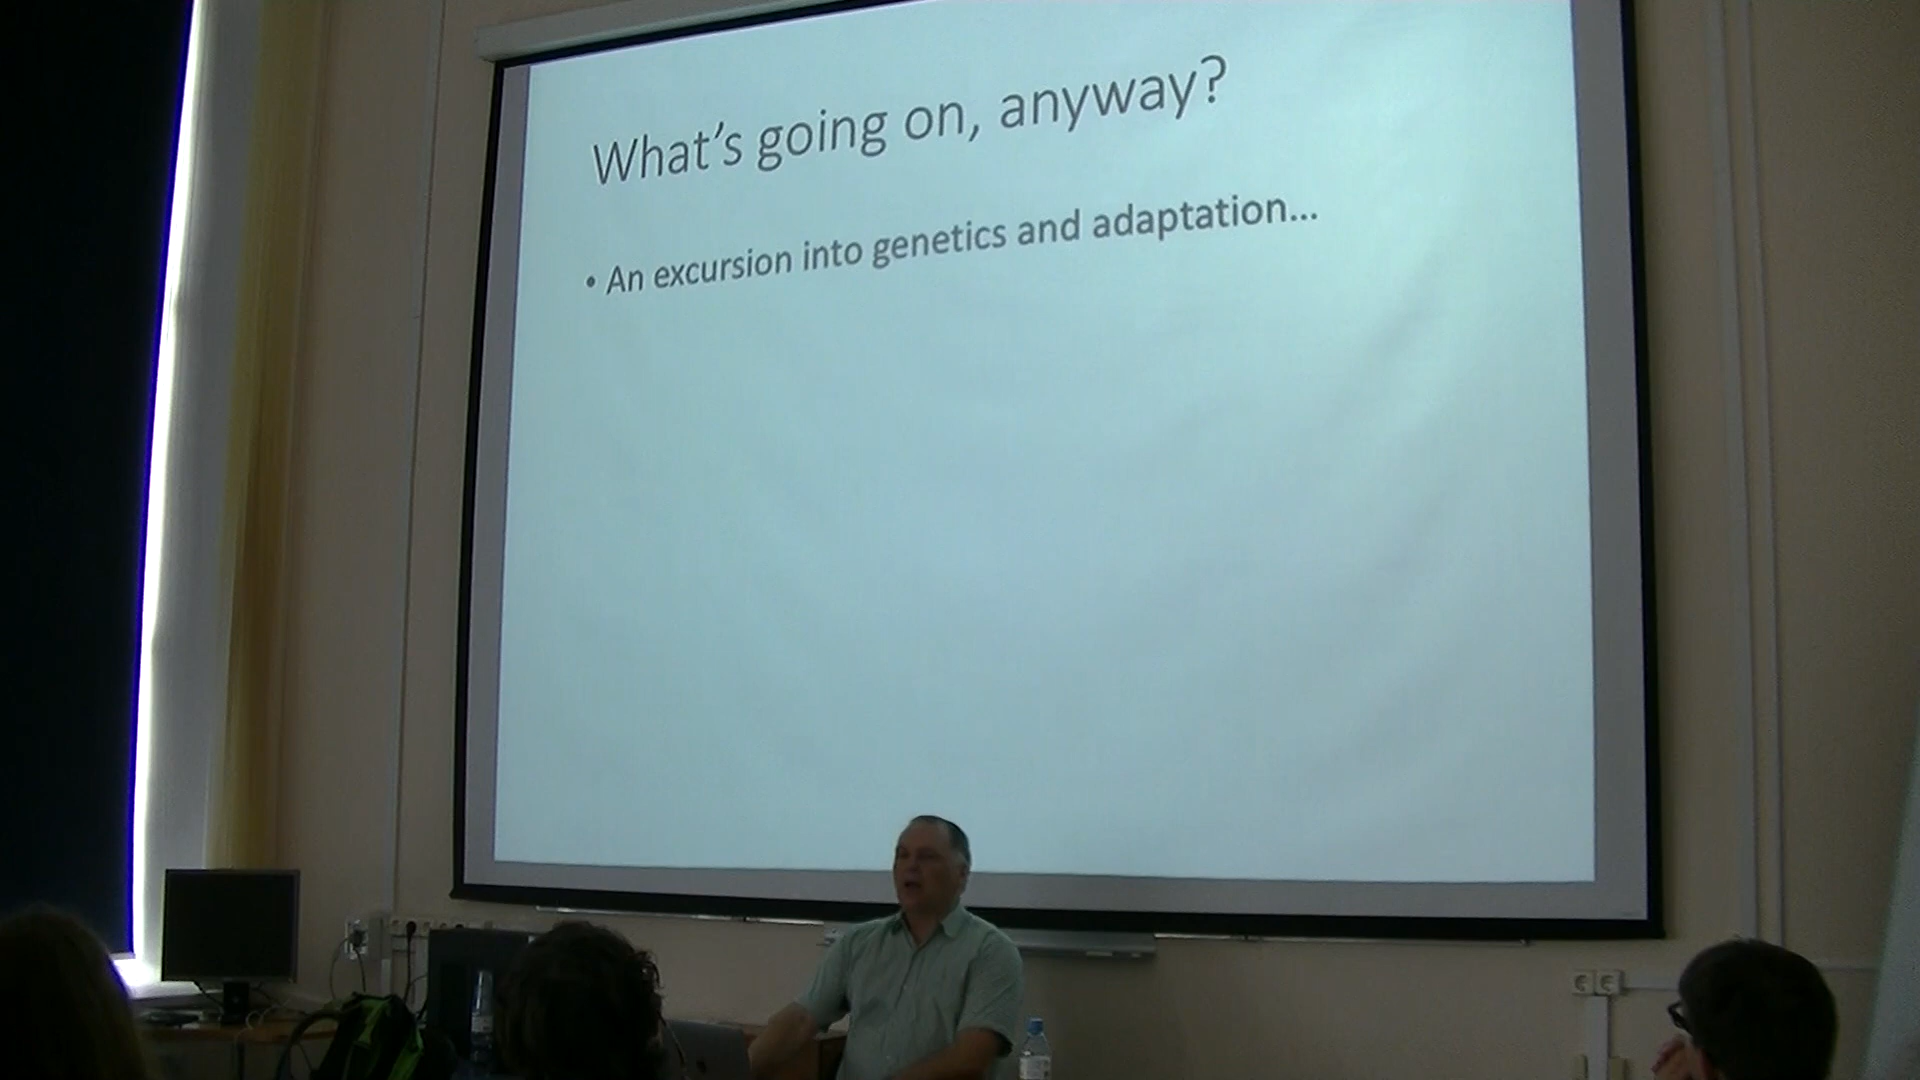 What's going on, anyway?
• An excursion into genetics and adaptation...